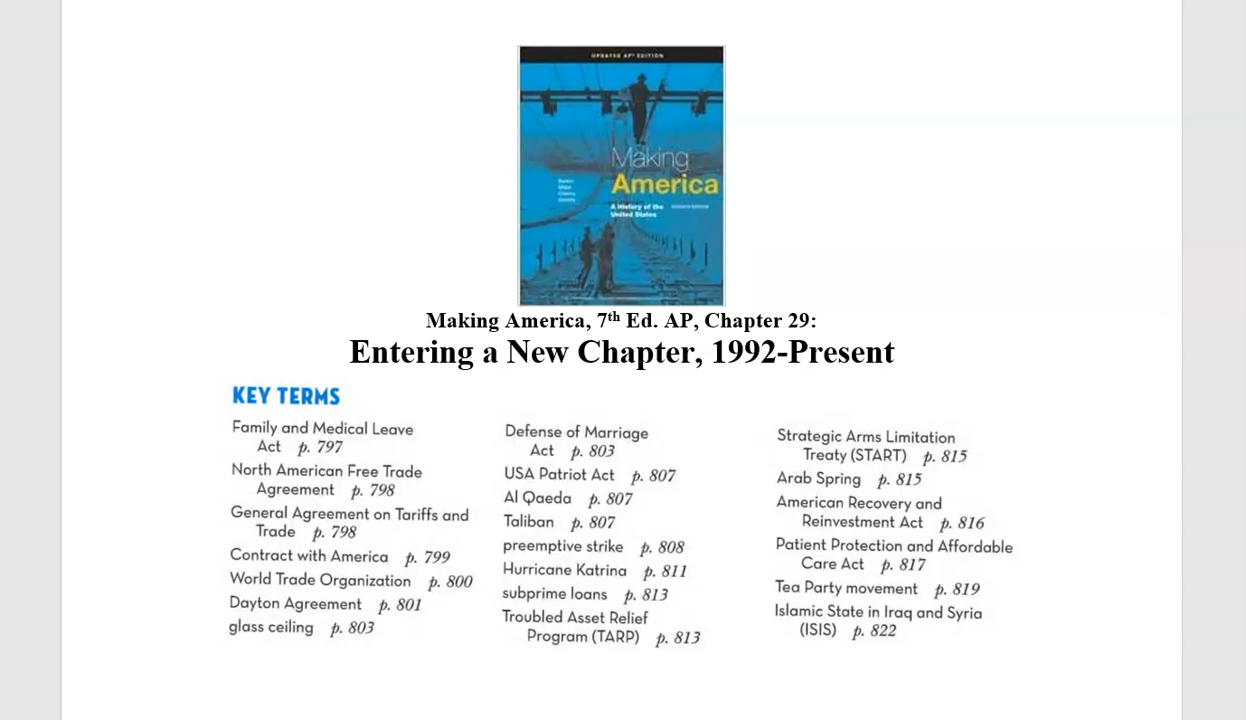 UPDATED AP® EDITION
Making
America
A History of the
United States
SEVENTH EDITION
Making America, 7th Ed. AP, Chapter 29:
Entering a New Chapter, 1992-Present
KEY TERMS
Family and Medical Leave
Act p. 797
North American Free Trade
Agreement p. 798
General Agreement on Tariffs and
Trade p. 798
Contract with America p. 799
World Trade Organization p. 800
Dayton Agreement p. 801
glass ceiling p. 803
Defense of Marriage
Act p. 803
USA Patriot Act p. 807
Al Qaeda p. 807
Taliban p. 807
preemptive strike p. 808
Hurricane Katrina p. 811
subprime loans p. 813
Troubled Asset Relief
Program (TARP) p. 813
Strategic Arms Limitation
Treaty (START) p. 815
Arab Spring p. 815
American Recovery and
Reinvestment Act p. 816
Patient Protection and Affordable
Care Act p. 817
Tea Party movement p. 819
Islamic State in Iraq and Syria
(ISIS) p. 822